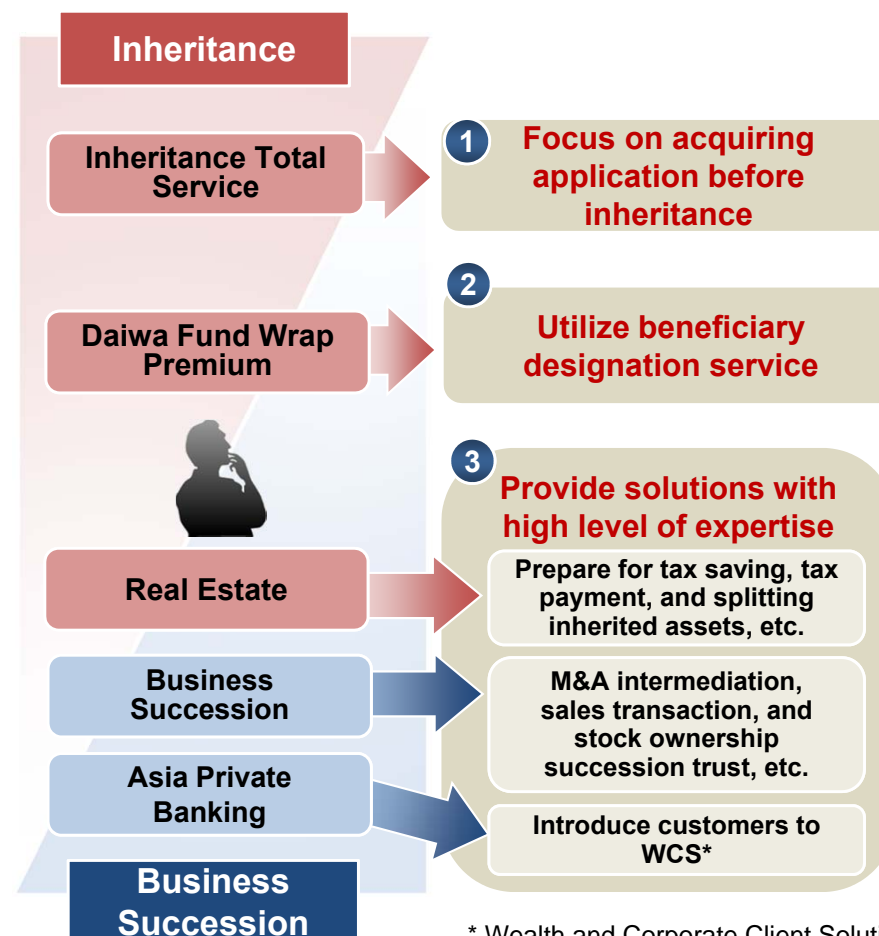 Inheritance
Inheritance Total
Service
1
Focus on acquiring
application before
inheritance
Daiwa Fund Wrap
Premium
2
Utilize beneficiary
designation service
3
Provide solutions with
high level of expertise
Real Estate
Prepare for tax saving, tax
payment, and splitting
inherited assets, etc.
Business
Succession
M&A intermediation,
sales transaction, and
stock ownership
succession trust, etc.
Asia Private
Banking
Introduce customers to
WCS*
Business
Succession
* Wealth and Corporate Client